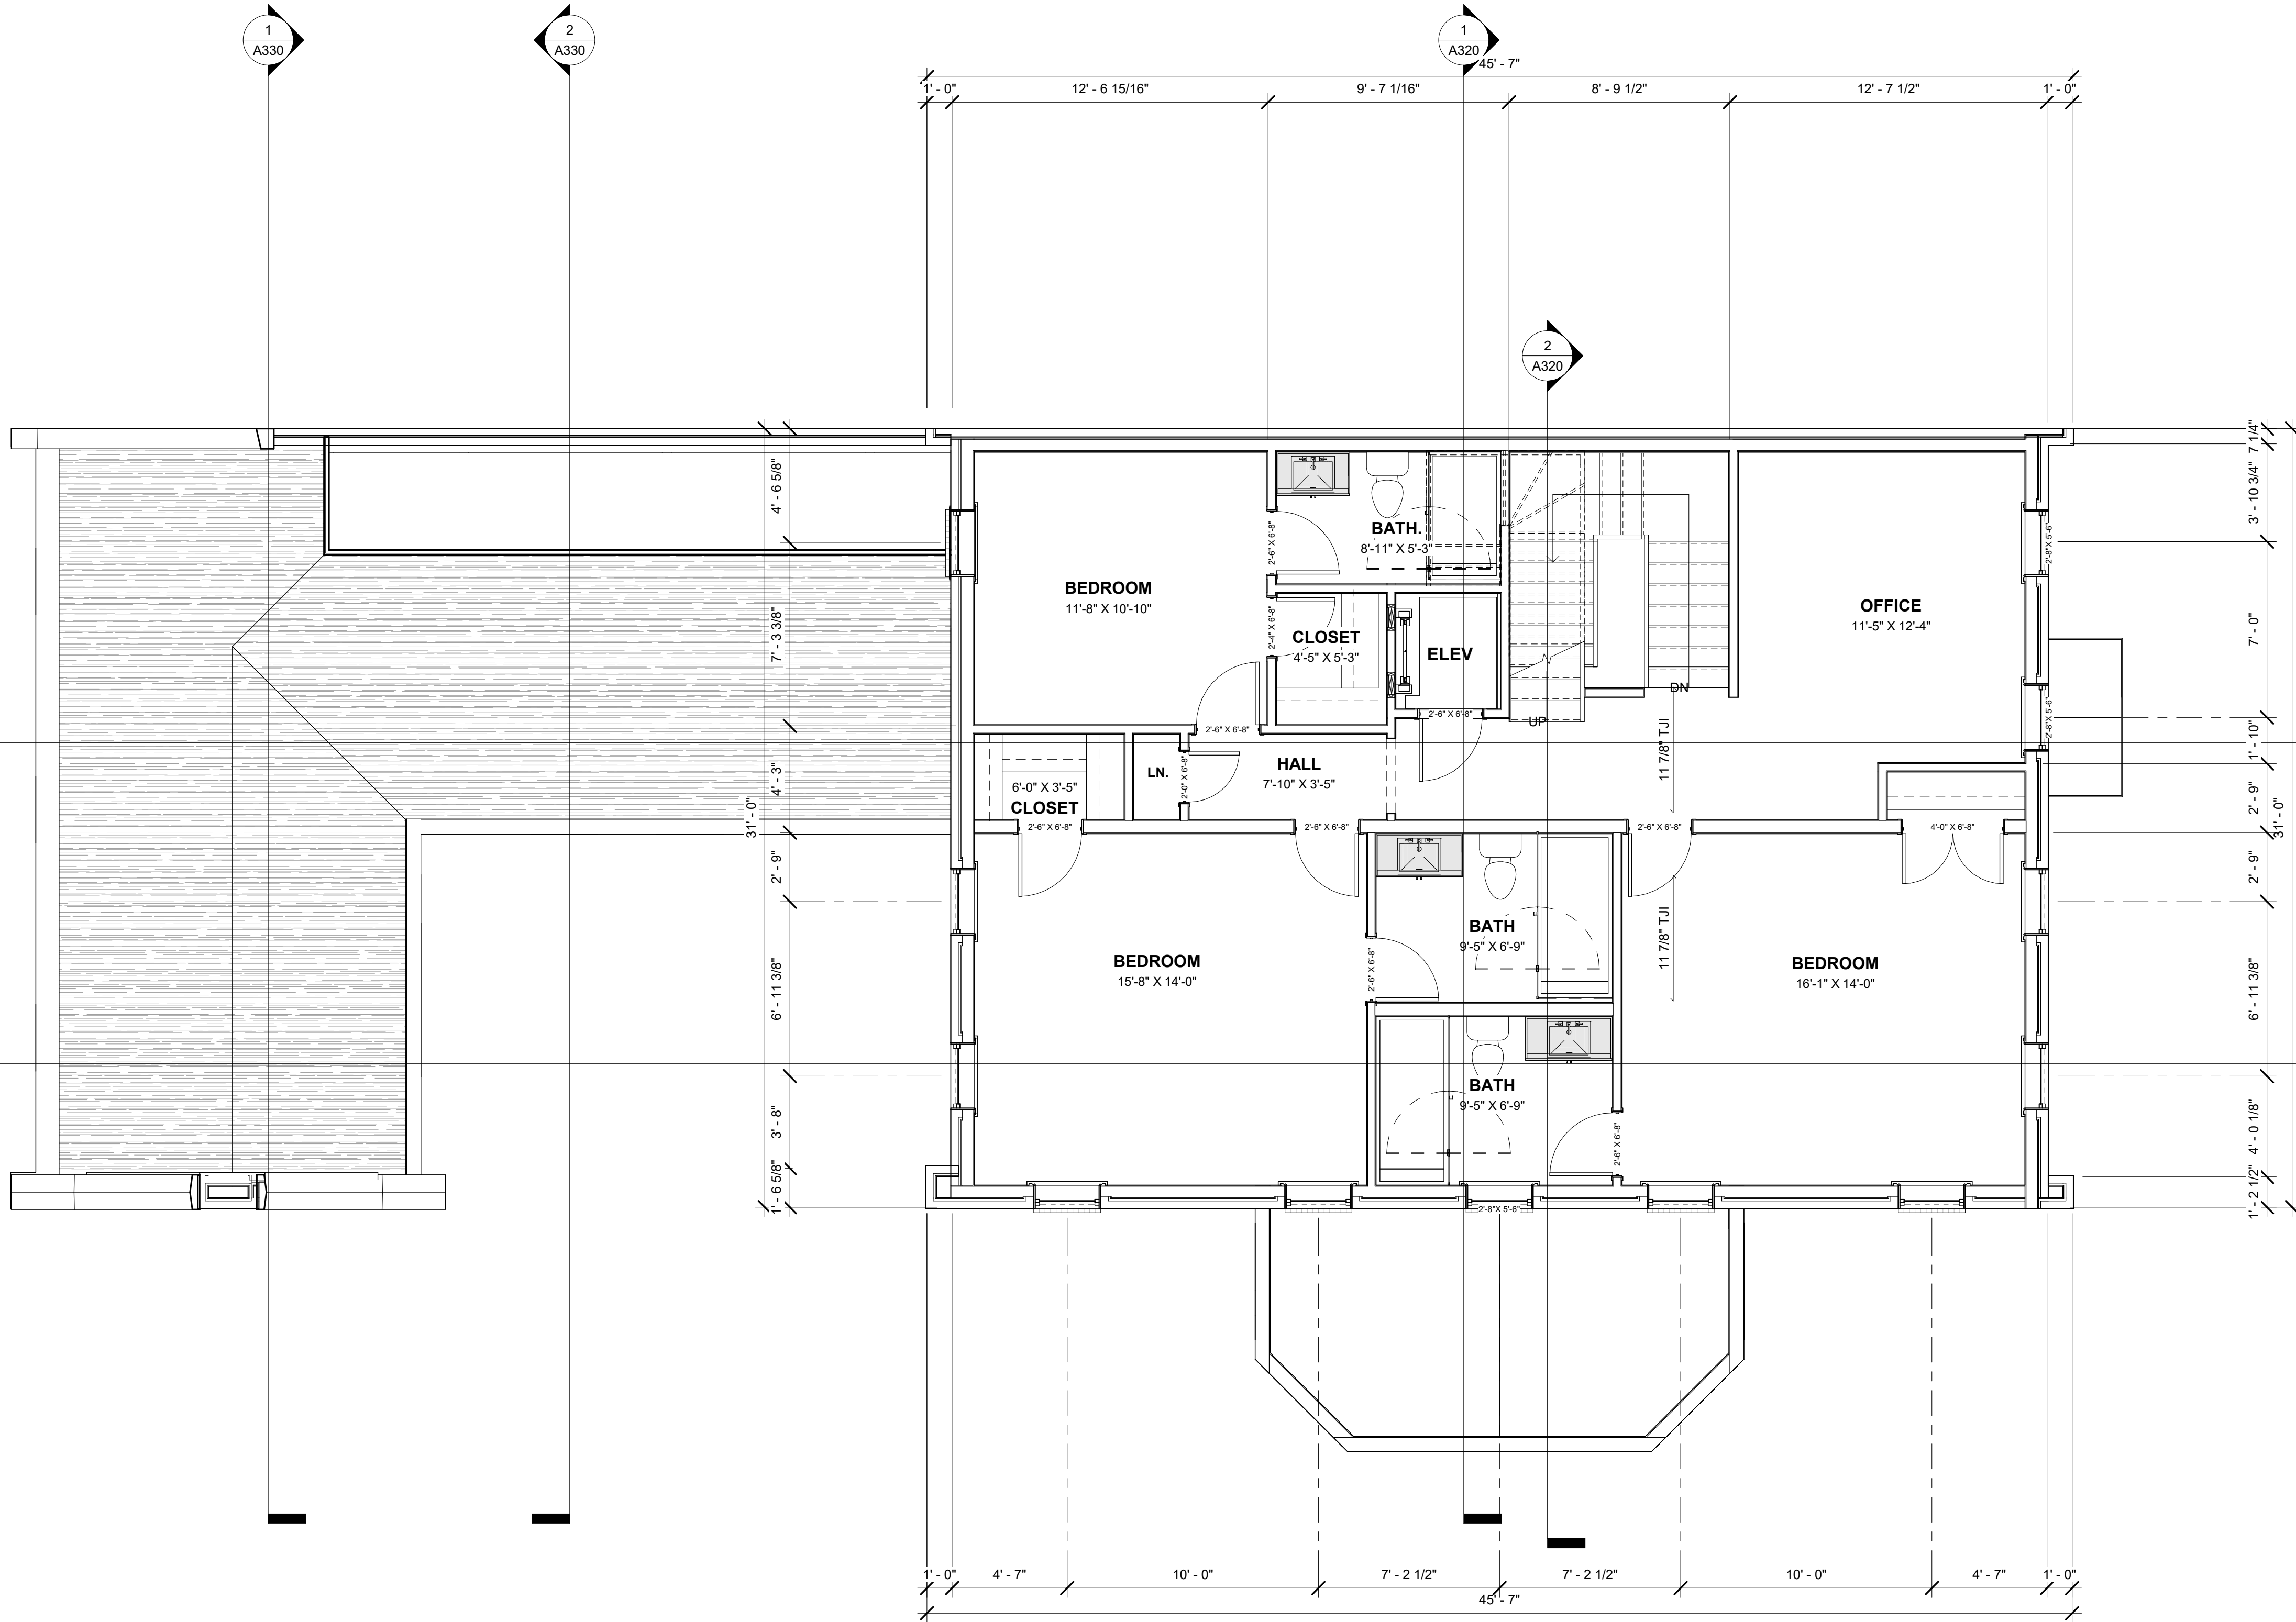 1
A330
2
A330
1
A320
45' - 7"
1' - 0"
12' - 6 15/16"
9' - 7 1/16"
8' - 9 1/2"
12' - 7 1/2"
1' - 0"
2
A320
4' - 6 5/8"
7' - 3 3/8"
4' - 3"
31' - 0"
2' - 9"
6' - 11 3/8"
3' - 8"
1' - 6 5/8"
BEDROOM
11'-8" X 10'-10"
2'-6" X 6'-8"
BATH.
8'-11" X 5'-3"
2'-4" X 6'-8"
CLOSET
4'-5" X 5'-3"
ELEV
2'-6" X 6'-8"
2'-6" X 6'-8"
UP
DN
11 7/8" TJI
OFFICE
11'-5" X 12'-4"
2'-8"X 5'-6"
2'-8"X 5'-6"
6'-0" X 3'-5"
CLOSET
LN.
2'-0" X 6'-8"
HALL
7'-10" X 3'-5"
2'-6" X 6'-8"
2'-6" X 6'-8"
2'-6" X 6'-8"
4'-0" X 6'-8"
BEDROOM
15'-8" X 14'-0"
2'-6" X 6'-8"
BATH
9'-5" X 6'-9"
11 7/8" TJI
BEDROOM
16'-1" X 14'-0"
BATH
9'-5" X 6'-9"
2'-6" X 6'-8"
2'-8"X 5'-6"
7 1/4"
3' - 10 3/4"
7' - 0"
1' - 10"
2' - 9"
31' - 0"
2' - 9"
6' - 11 3/8"
4' - 0 1/8"
1' - 2 1/2"
1' - 0"
4' - 7"
10' - 0"
7' - 2 1/2"
7' - 2 1/2"
10' - 0"
4' - 7"
1' - 0"
45' - 7"